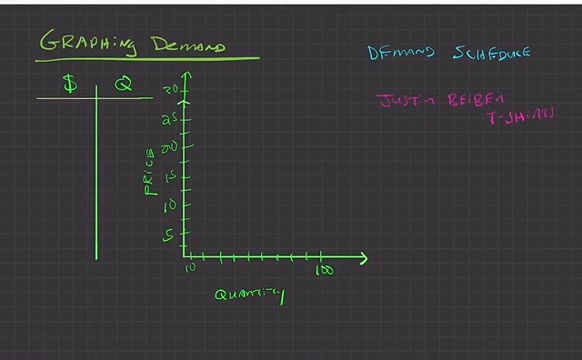 GRAPHING DEMAND
DEMAND SCHEDULE
$ Q
JUSTIN BEIBER
T-SHIRTS
PRICE
30
25
20
15
10
5
10 100
QUANTITY